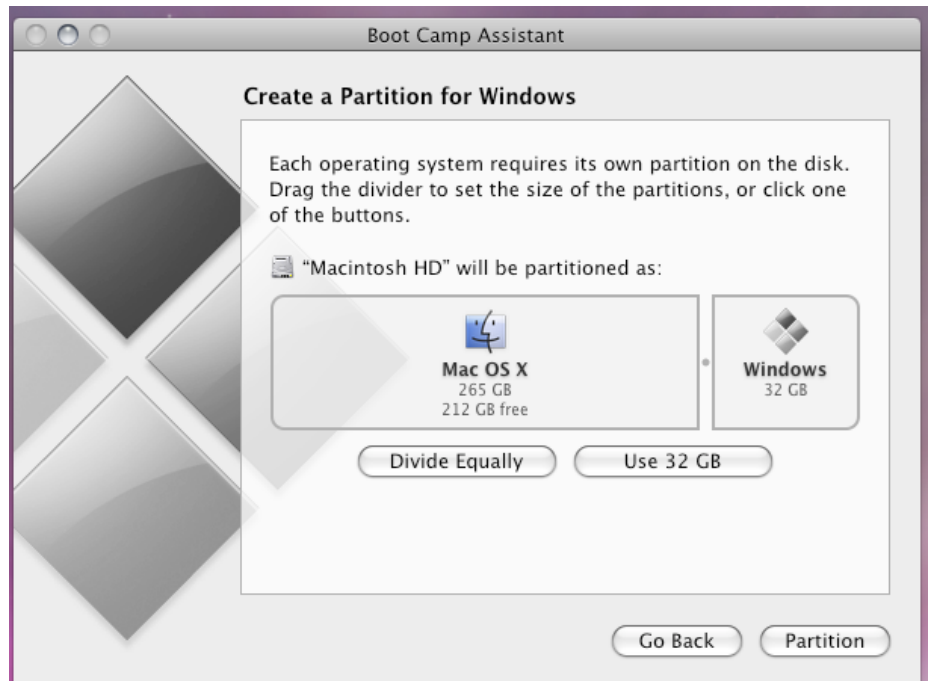 Boot Camp Assistant
Create a Partition for Windows
Each operating system requires its own partition on the disk.
Drag the divider to set the size of the partitions, or click one
of the buttons.
“Macintosh HD” will be partitioned as:
Mac OS X
265 GB
212 GB free
Windows
32 GB
Divide Equally
Use 32 GB
Go Back
Partition